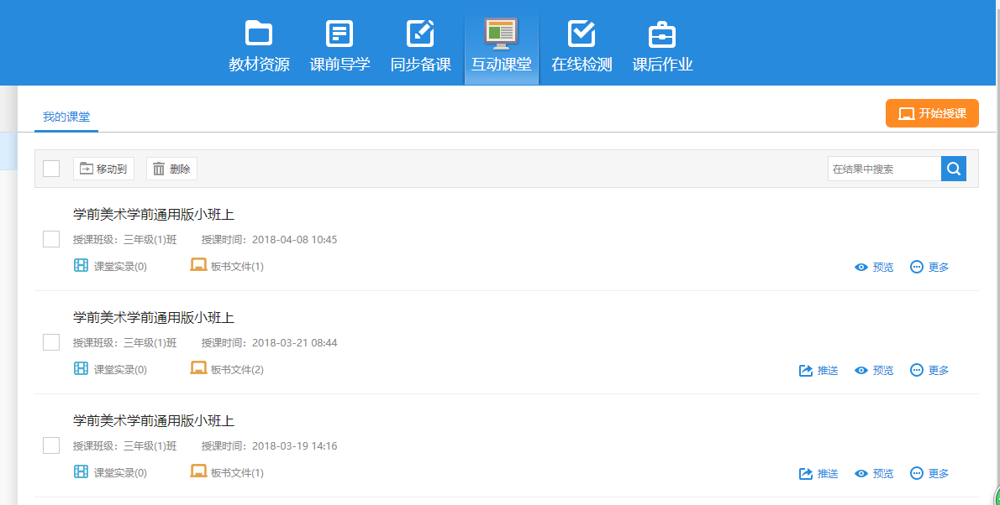 教材资源 课前导学 同步备课 互动课堂 在线检测 课后作业
我的课堂 开始授课
移动到 删除 在结果中搜索
学前美术学前通用版小班上
授课班级：三年级(1)班 授课时间：2018-04-08 10:45
课堂实录(0) 板书文件(1) 预览 更多
学前美术学前通用版小班上
授课班级：三年级(1)班 授课时间：2018-03-21 08:44
课堂实录(0) 板书文件(2) 推送 预览 更多
学前美术学前通用版小班上
授课班级：三年级(1)班 授课时间：2018-03-19 14:16
课堂实录(0) 板书文件(1) 推送 预览 更多